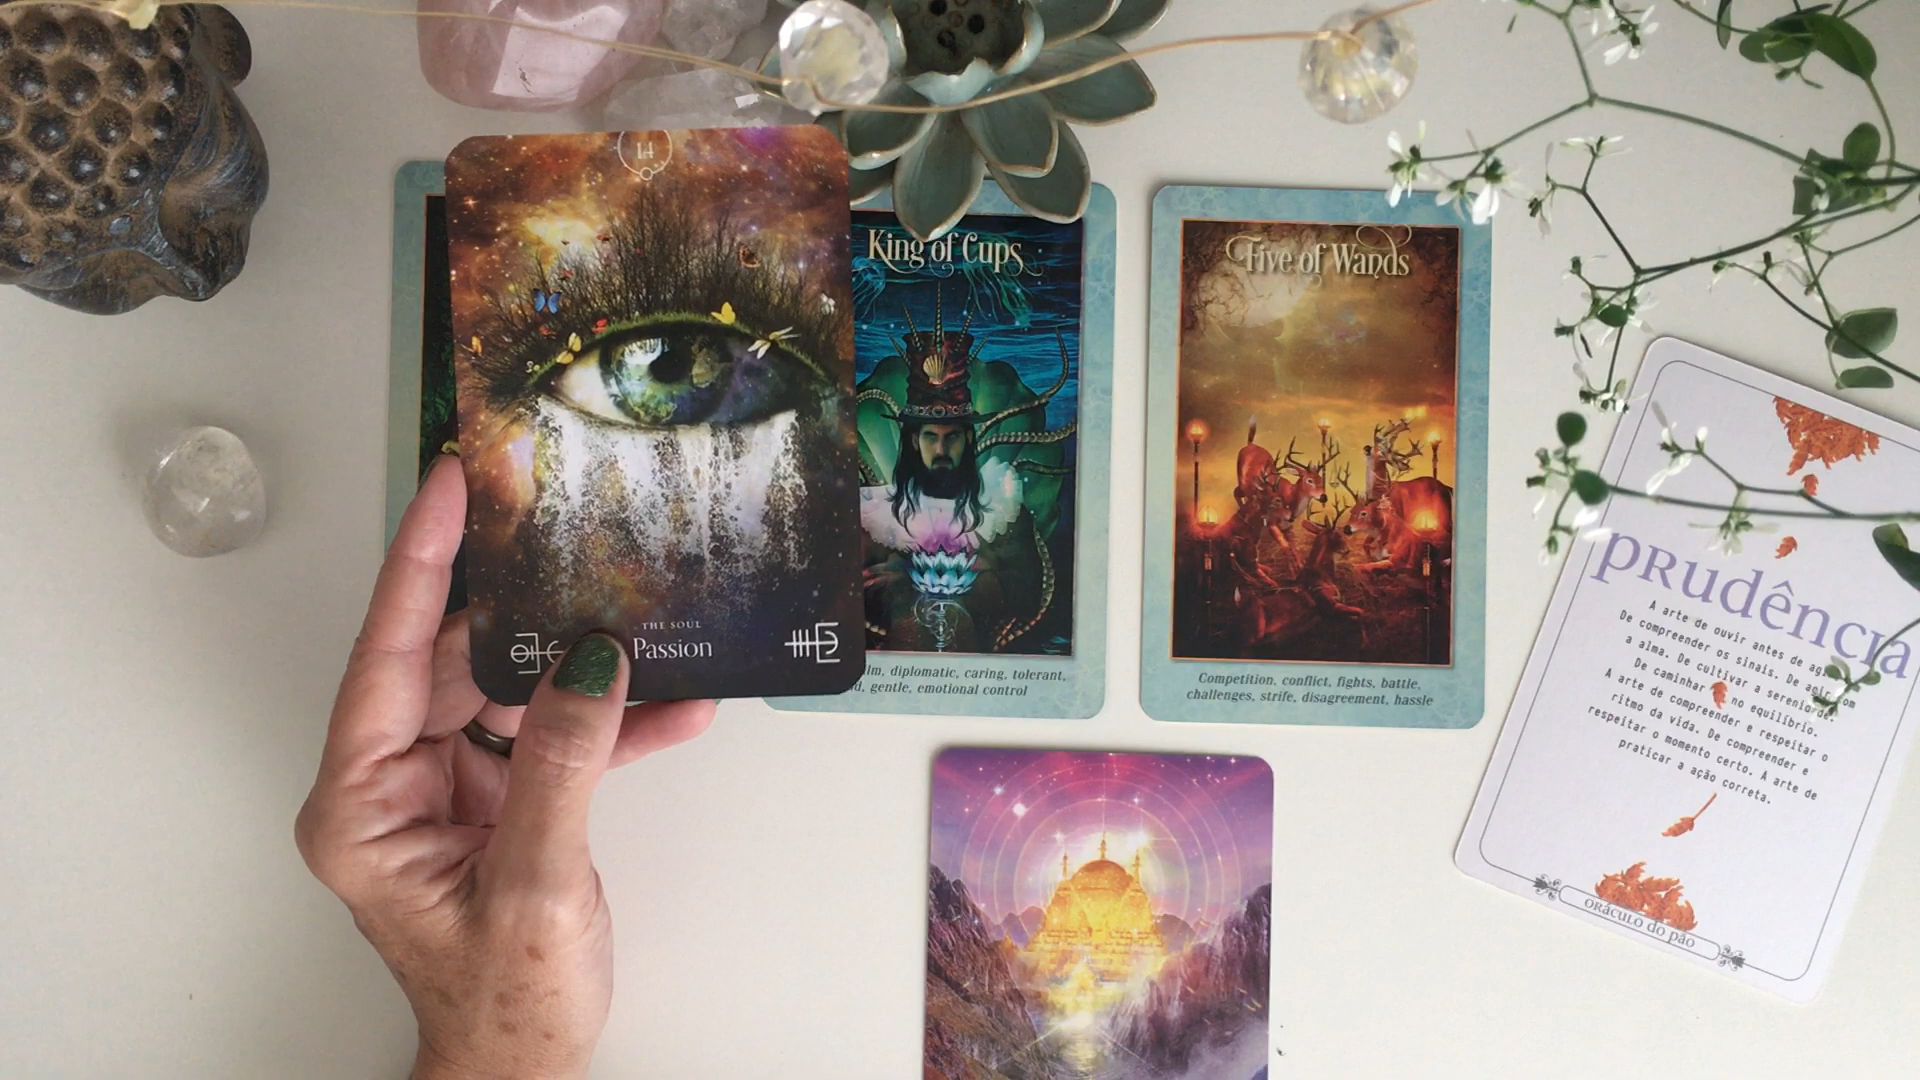 14
THE SOUL
Passion
King of Cups
diplomatic, caring, tolerant,
gentle, emotional control
Five of Wands
Competition, conflict, fights, battle,
challenges, strife, disagreement, hassle
pRudência
A arte de ouvir antes de
De compreender os sinais. De agir com
a alma. De cultivar a serenidade.
De caminhar no equilíbrio.
A arte de compreender e respeitar o
ritmo da vida. De compreender e
respeitar o momento certo. A arte de
praticar a ação correta.
oRÁCULO do pão